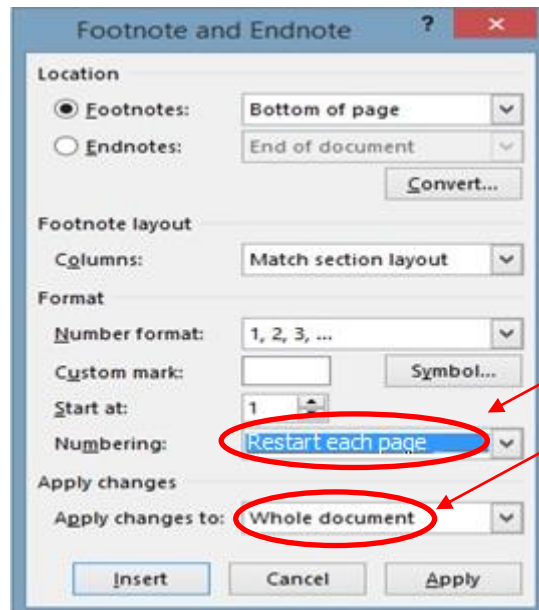 Footnote and Endnote ? ×
Location
Footnotes: Bottom of page
Endnotes: End of document
Convert...
Footnote layout
Columns: Match section layout
Format
Number format: 1, 2, 3, ...
Custom mark: Symbol...
Start at: 1
Numbering: Restart each page
Apply changes
Apply changes to: Whole document
Insert Cancel Apply